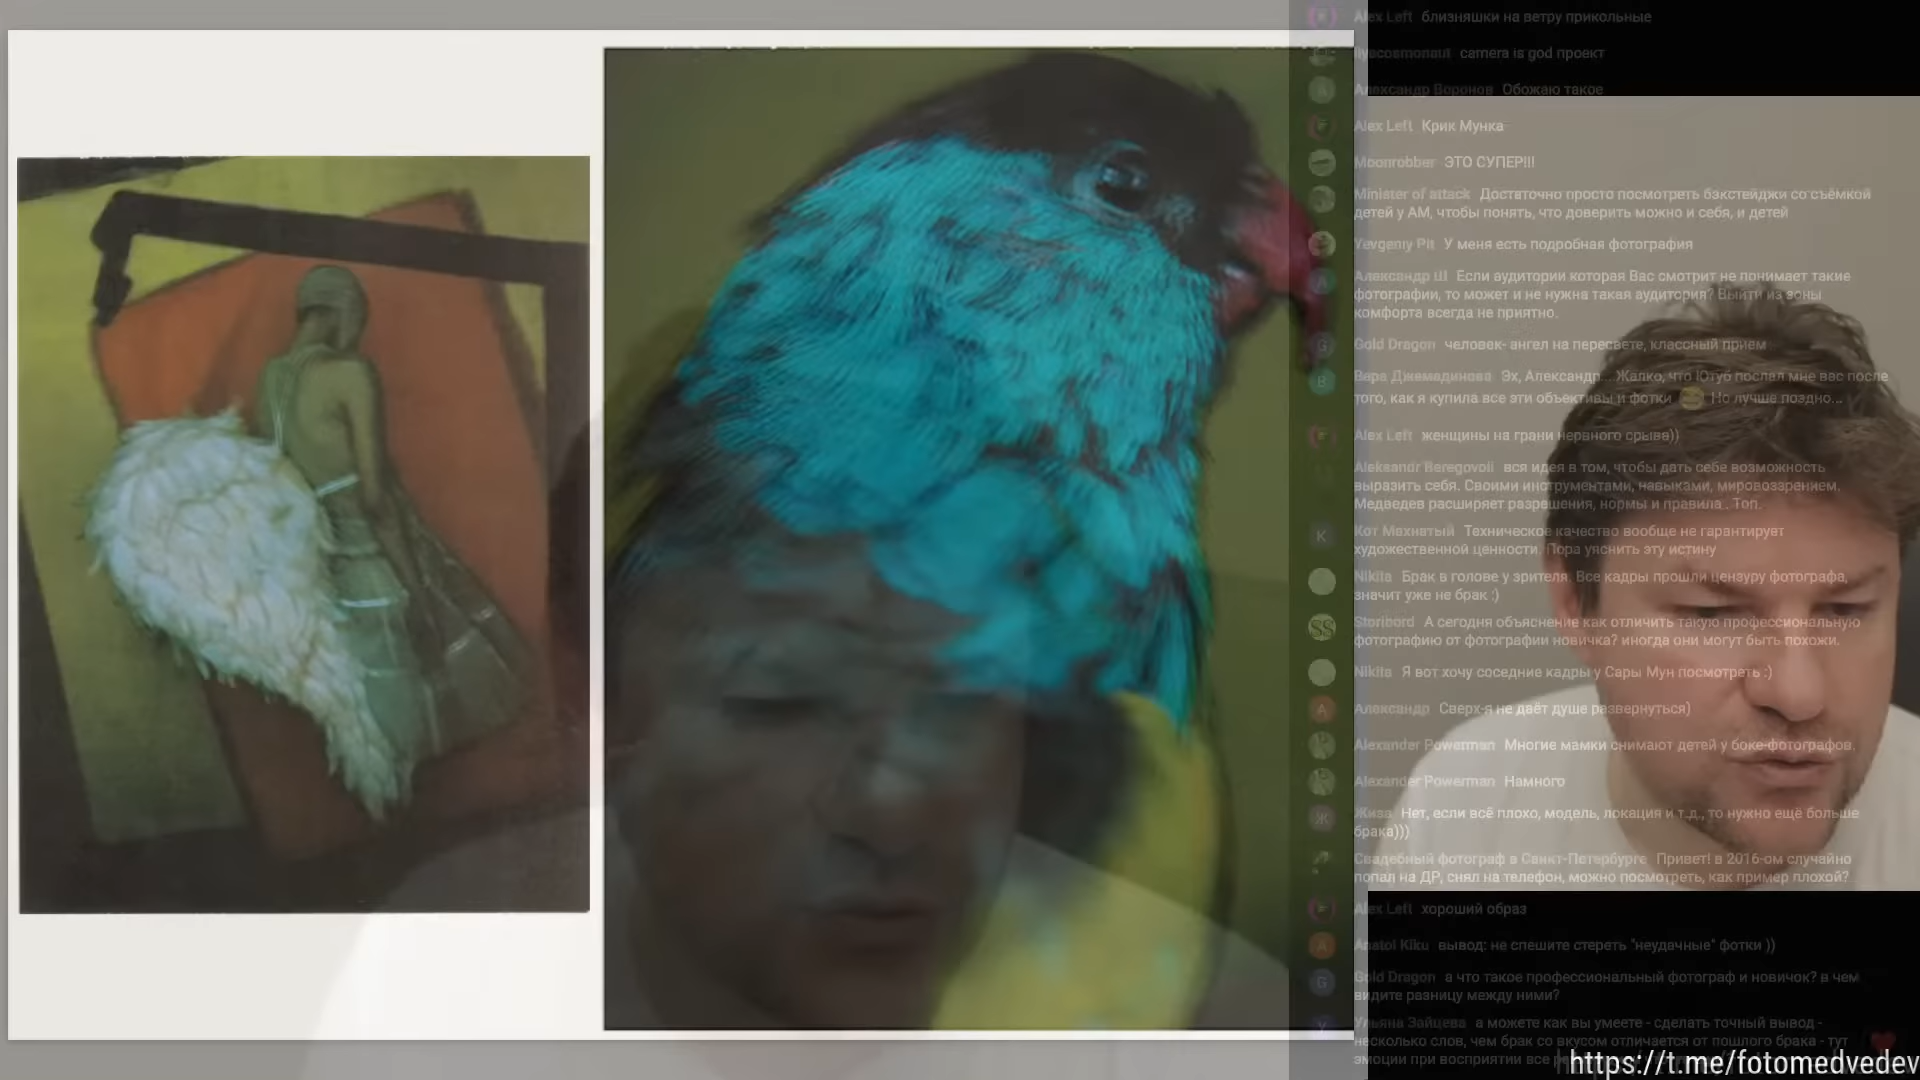 Alex Left близняшки на ветру прикольные
camera is god проект
Александр Воронов Обожаю такое
Alex Left Крик Мунка
Moonrobber ЭТО СУПЕР!!!
Minister of attack Достаточно просто посмотреть бэкстейджи со съёмкой
детей у АМ, чтобы понять, что доверить можно и себя, и детей
Yevgeniy Pit У меня есть подробная фотография
Александр Ш Если аудитории которая Вас смотрит не понимает такие
фотографии, то может и не нужна такая аудитория? Выйти из зоны
комфорта всегда не приятно.
Gold Dragon человек- ангел на пересвете, классный прием
Вера Джемединова Эх, Александр... Жалко, что Ютуб послал мне вас после
того, как я купила все эти объективы и фотки Но лучше поздно...
Alex Left женщины на грани нервного срыва))
Aleksandr Beregovoli вся идея в том, чтобы дать себе возможность
выразить себя. Своими инструментами, навыками, мировоззрением.
Медведев расширяет разрешения, нормы и правила . Топ.
Кот Мехнатый Техническое качество вообще не гарантирует
художественной ценности. Пора уяснить эту истину
Nikita Брак в голове у зрителя. Все кадры прошли цензуру фотографа,
значит уже не брак :)
SS Storibord А сегодня объяснение как отличить такую профессиональную
фотографию от фотографии новичка? иногда они могут быть похожи.
Nikita Я вот хочу соседние кадры у Сары Мун посмотреть :)
Александр Сверх-я не даёт душе развернуться)
Alexander Powerman Многие мамки снимают детей у боке-фотографов.
Alexander Powerman Намного
Жиза Нет, если всё плохо, модель, локация и т.д., то нужно ещё больше
брака)))
Свадебный фотограф в Санкт-Петербурге Привет! в 2016-ом случайно
попал на ДР, снял на телефон, можно посмотреть, как пример плохой?
Alex Left хороший образ
Anatol Kiku вывод: не спешите стереть "неудачные" фотки ))
Gold Dragon а что такое профессиональный фотограф и новичок? в чем
видите разницу между ними?
Ульяна Зайцева а можете как вы умеете - сделать точный вывод -
несколько слов, чем брак со вкусом отличается от пошлого брака - тут
эмоции при восприятии все
https://t.me/fotomedvedev